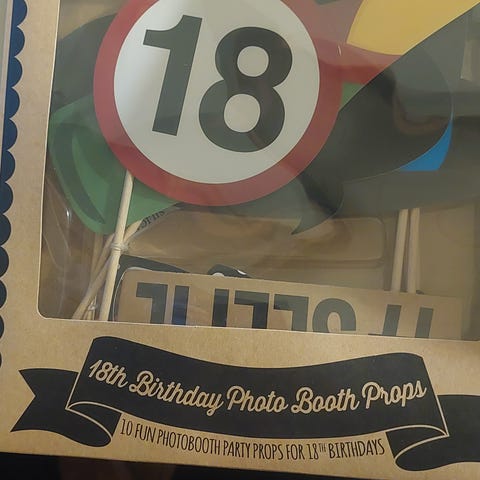 18
18th Birthday Photo Booth Props
10 FUN PHOTOBOOTH PARTY PROPS FOR 18TH BIRTHDAYS